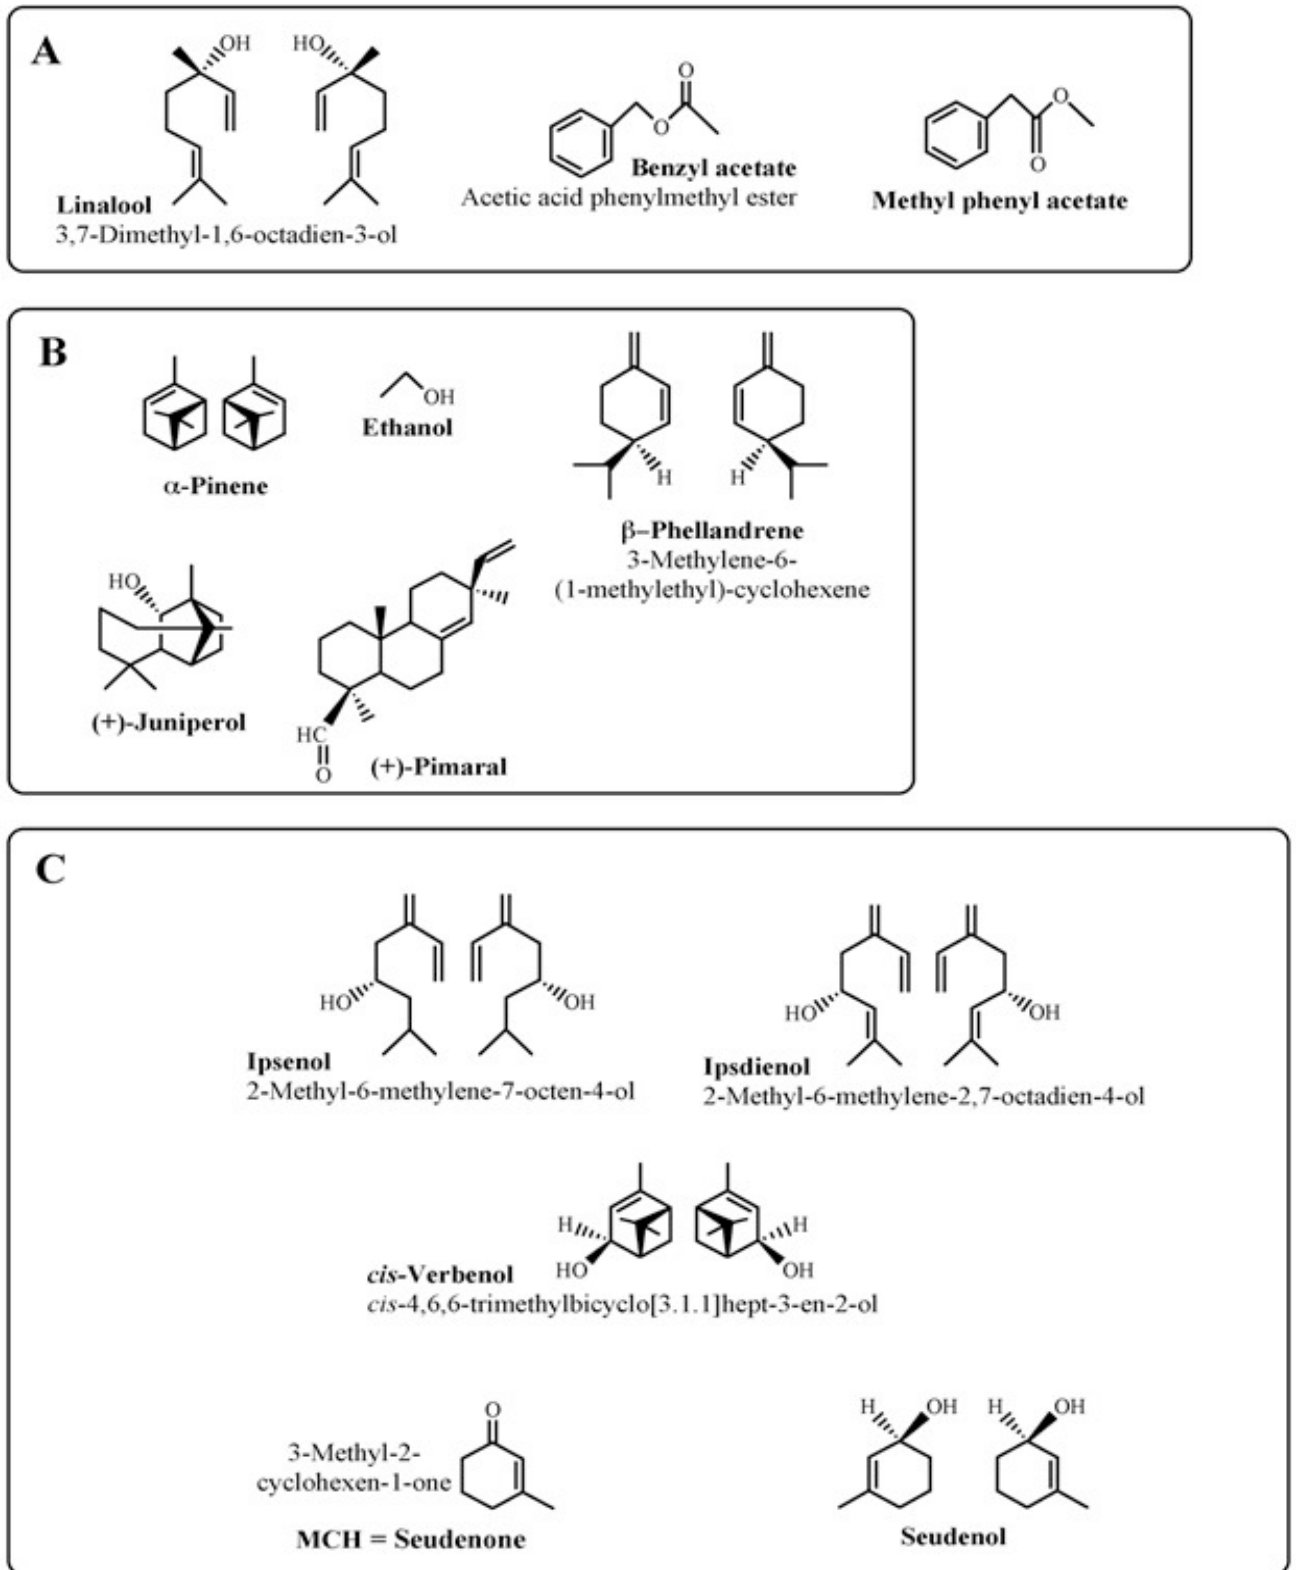 A
OH
HO
O
O
O
O
Benzyl acetate
Acetic acid phenylmethyl ester
Methyl phenyl acetate
Linalool
3,7-Dimethyl-1,6-octadien-3-ol
B
OH
Ethanol
α-Pinene
H
H
β–Phellandrene
3-Methylene-6-
(1-methylethyl)-cyclohexene
HO
(+)-Juniperol
HC
O
(+)-Pimaral
C
HO
OH
Ipsenol
2-Methyl-6-methylene-7-octen-4-ol
HO
OH
Ipsdienol
2-Methyl-6-methylene-2,7-octadien-4-ol
H
H
HO
OH
cis-Verbenol
cis-4,6,6-trimethylbicyclo[3.1.1]hept-3-en-2-ol
O
3-Methyl-2-
cyclohexen-1-one
MCH = Seudenone
H
OH
H
OH
Seudenol